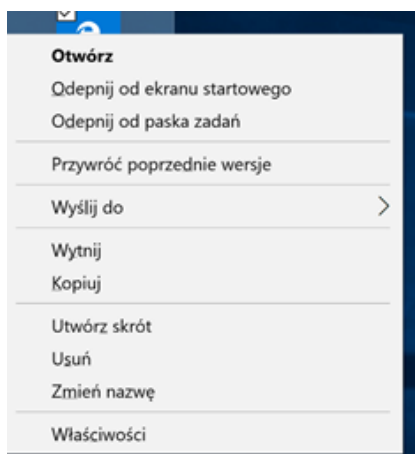 Otwórz
Odepnij od ekranu startowego
Odepnij od paska zadań
Przywróć poprzednie wersje
Wyślij do
Wytnij
Kopiuj
Utwórz skrót
Usuń
Zmień nazwę
Właściwości